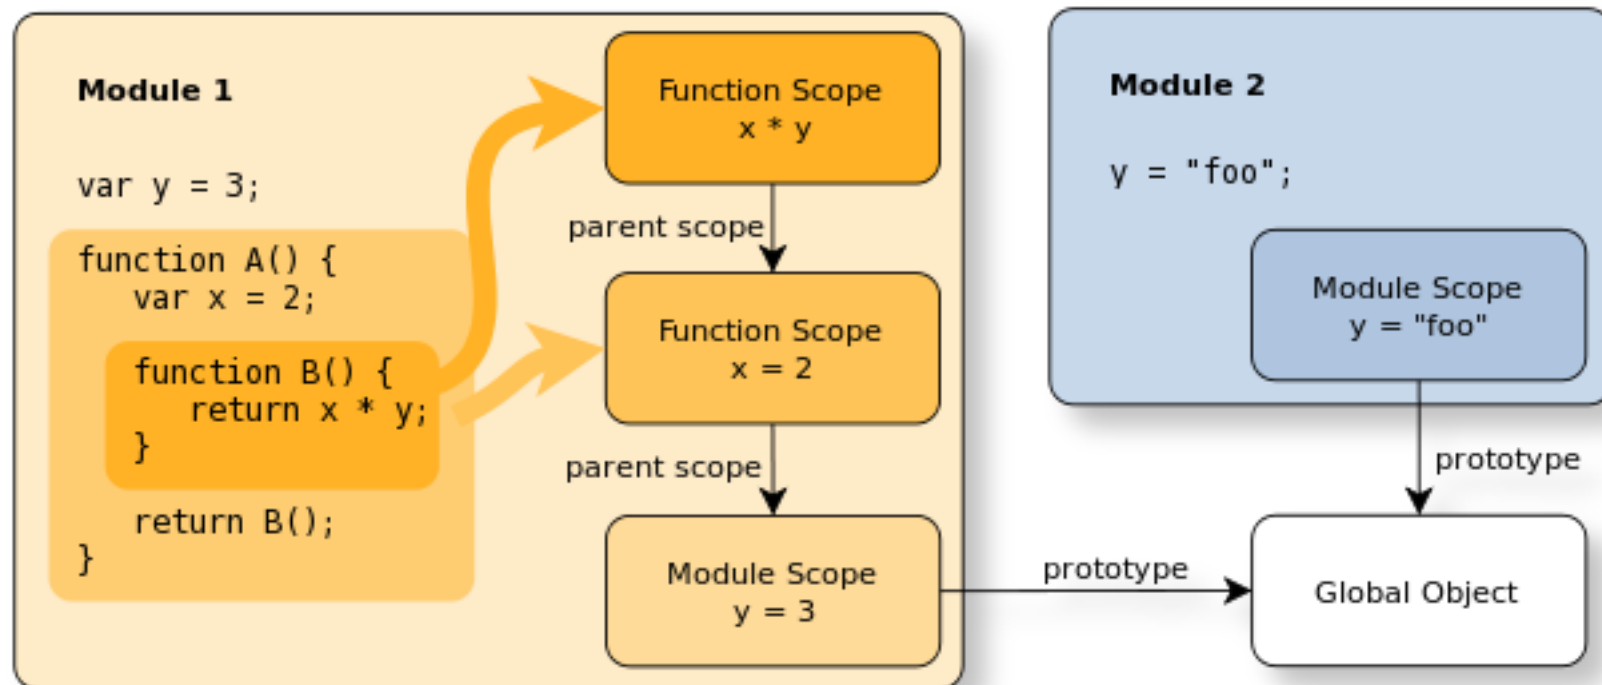 Module 1
var y = 3;
function A() {
var x = 2;
function B() {
return x * y;
}
return B();
}
Function Scope
x * y
parent scope
Function Scope
x = 2
parent scope
Module Scope
y = 3
prototype
Module 2
y = "foo";
Module Scope
y = "foo"
prototype
Global Object